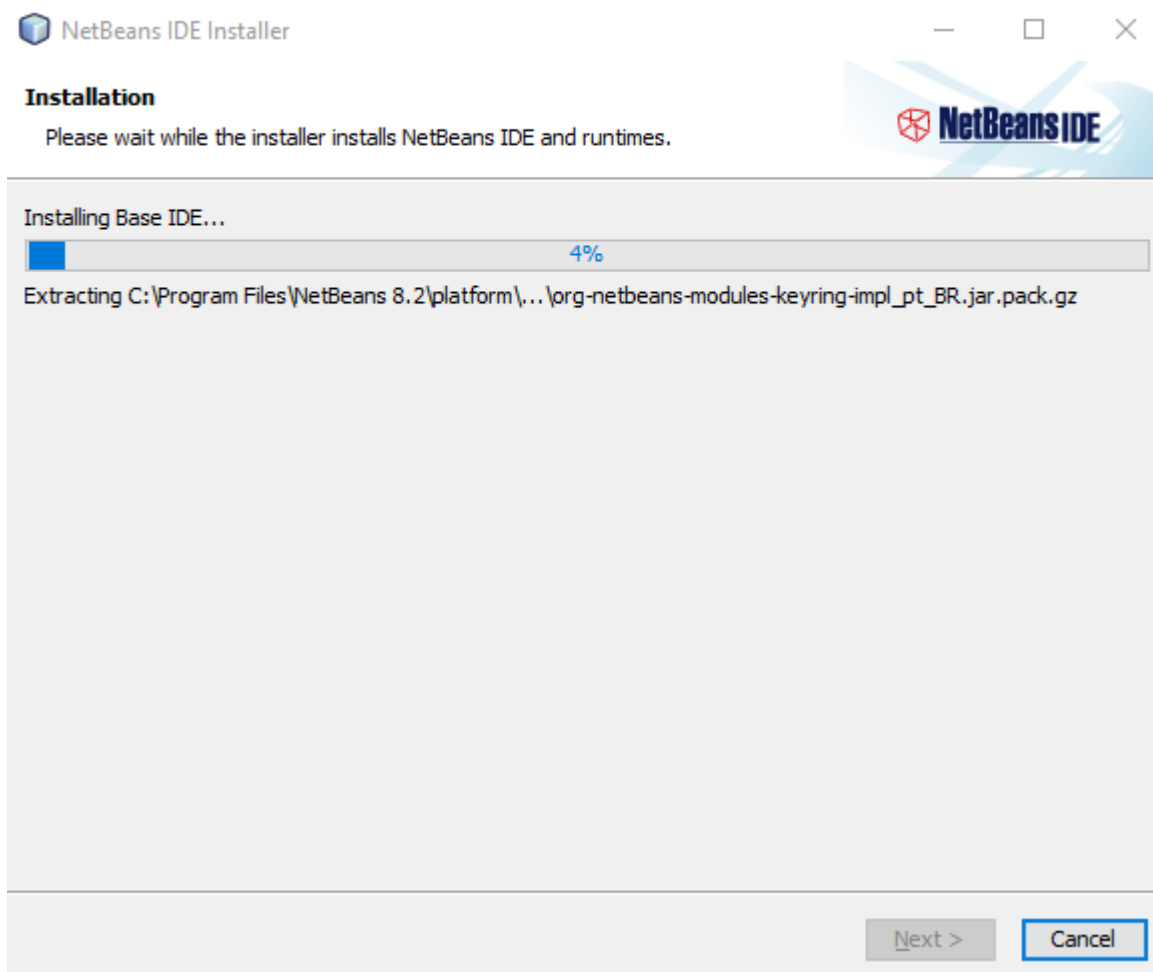 NetBeans IDE Installer
Installation
Please wait while the installer installs NetBeans IDE and runtimes.
NetBeans IDE
Installing Base IDE...
4%
Extracting C:\Program Files\NetBeans 8.2\platform\...\org-netbeans-modules-keyring-impl_pt_BR.jar.pack.gz
Next >
Cancel